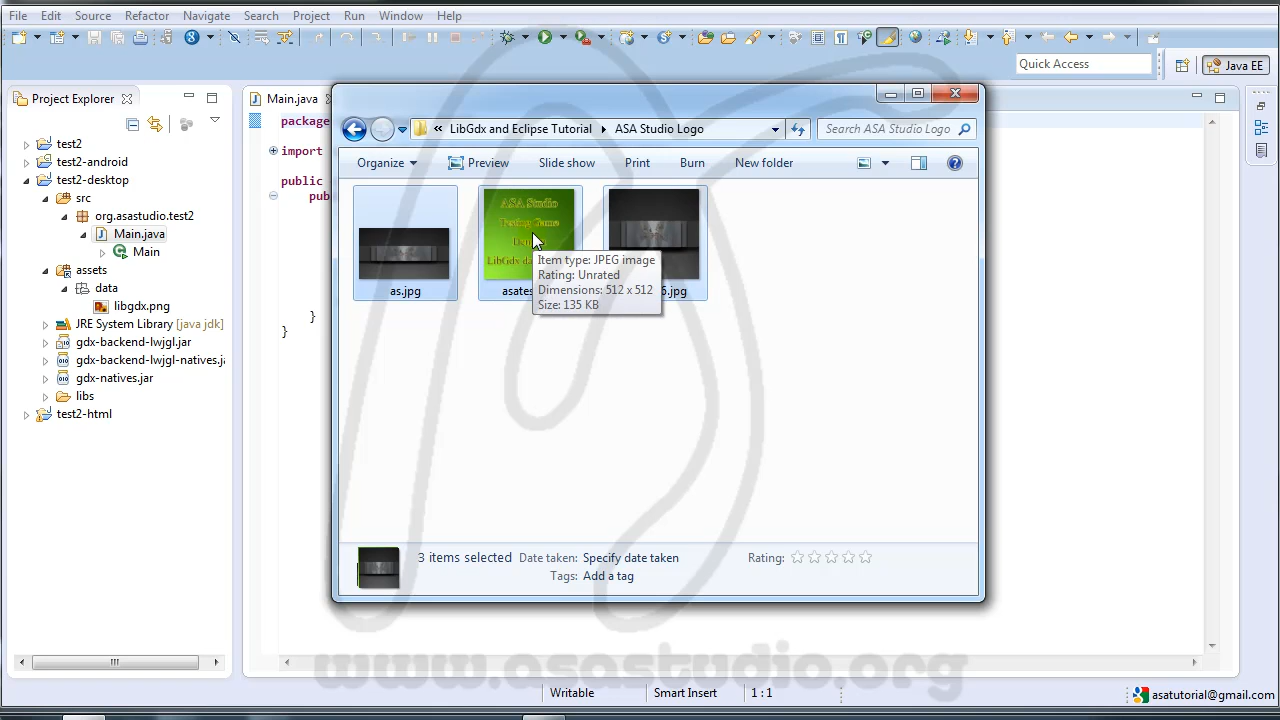 File Edit Source Refactor Navigate Search Project Run Window Help
Quick Access
Java EE
Project Explorer
Main.java
test2
test2-android
test2-desktop
src
org.asastudio.test2
Main.java
Main
assets
data
libgdx.png
JRE System Library [java jdk]
gdx-backend-lwjgl.jar
gdx-backend-lwjgl-natives.ja
gdx-natives.jar
libs
test2-html
package
import
public
pub
}
}
« LibGdx and Eclipse Tutorial ASA Studio Logo
Search ASA Studio Logo
Organize Preview Slide show Print Burn New folder
ASA Studio
Testing Game
LibGdx
as.jpg
asates
6.jpg
Item type: JPEG image
Rating: Unrated
Dimensions: 512 x 512
Size: 135 KB
3 items selected Date taken: Specify date taken Rating:
Tags: Add a tag
www.asastudio.org
Writable Smart Insert 1 : 1
asatutorial@gmail.com